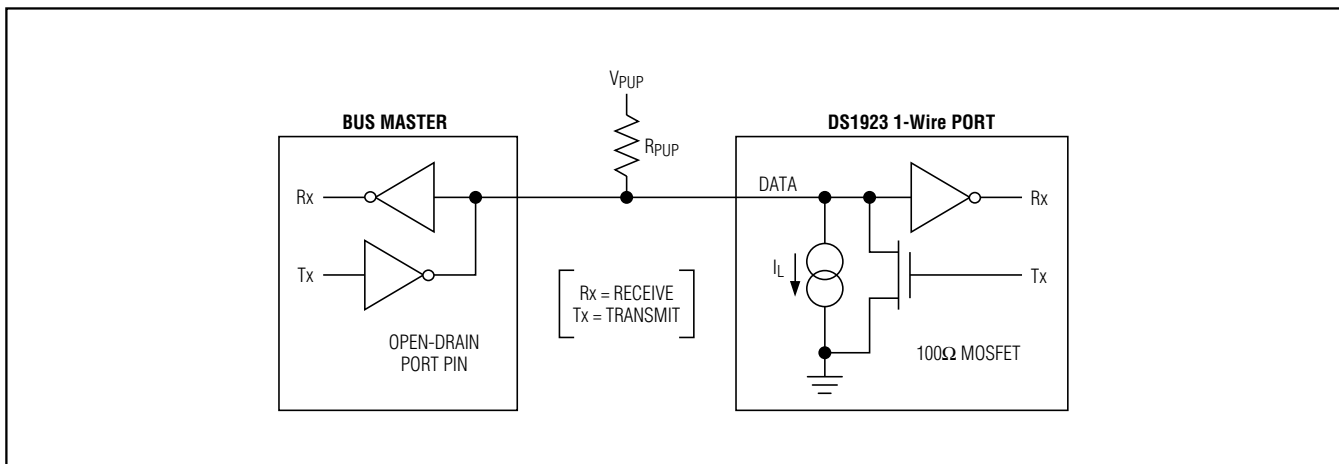 VPUP
BUS MASTER
DS1923 1-Wire PORT
RPUP
Rx
DATA
Rx
Tx
IL
Tx
Rx = RECEIVE
Tx = TRANSMIT
OPEN-DRAIN
PORT PIN
100Ω MOSFET